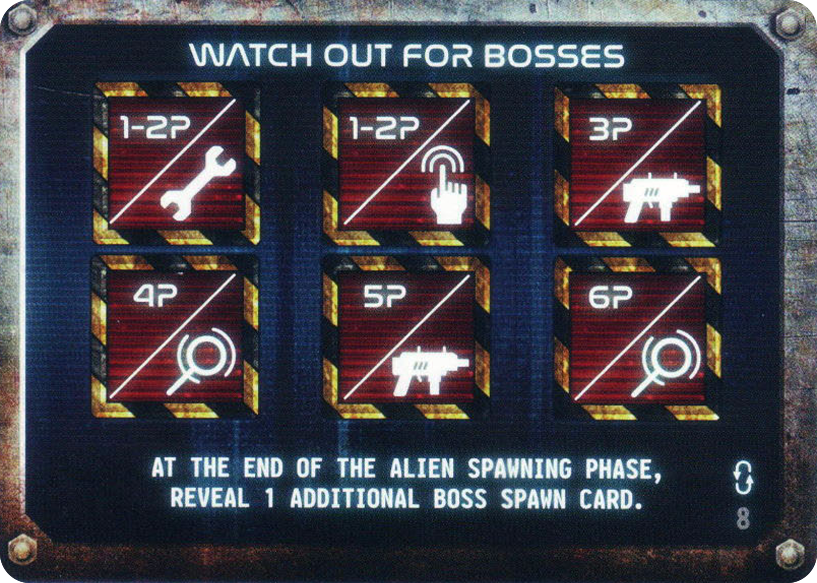 WATCH OUT FOR BOSSES
1-2P
1-2P
3P
4P
5P
6P
AT THE END OF THE ALIEN SPAWNING PHASE,
REVEAL 1 ADDITIONAL BOSS SPAWN CARD.
8